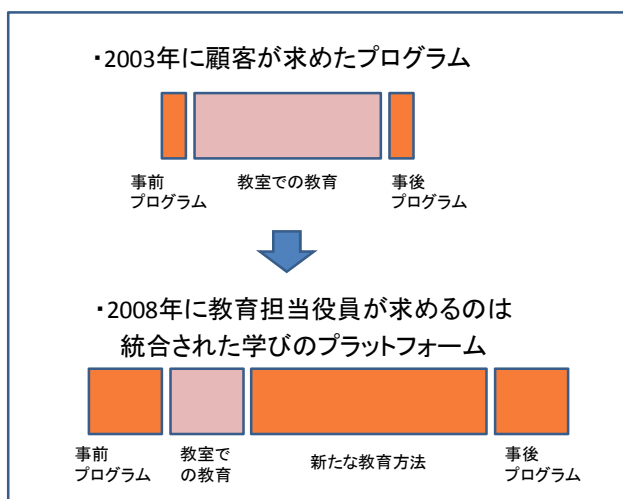 ・2003年に顧客が求めたプログラム
事前
プログラム
教室での教育
事後
プログラム
・2008年に教育担当役員が求めるのは
統合された学びのプラットフォーム
事前
プログラム
教室で
の教育
新たな教育方法
事後
プログラム